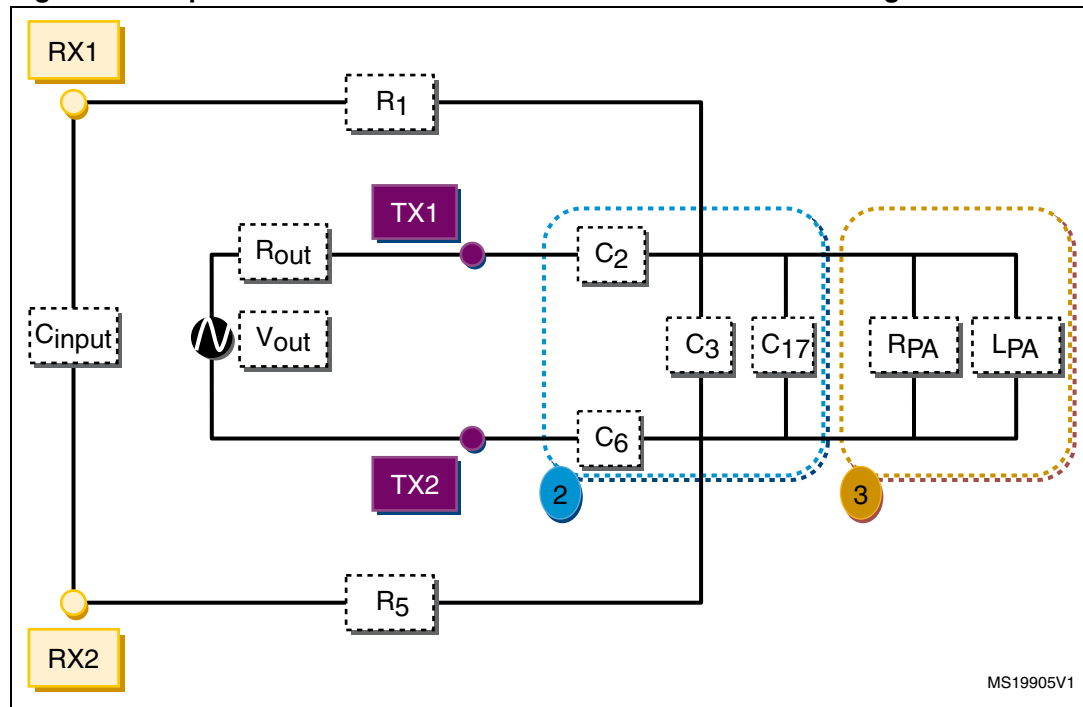 RX1
R1
TX1
Rout
C2
Cinput
Vout
C3
C17
RPA
LPA
C6
TX2
2
3
R5
RX2
MS19905V1